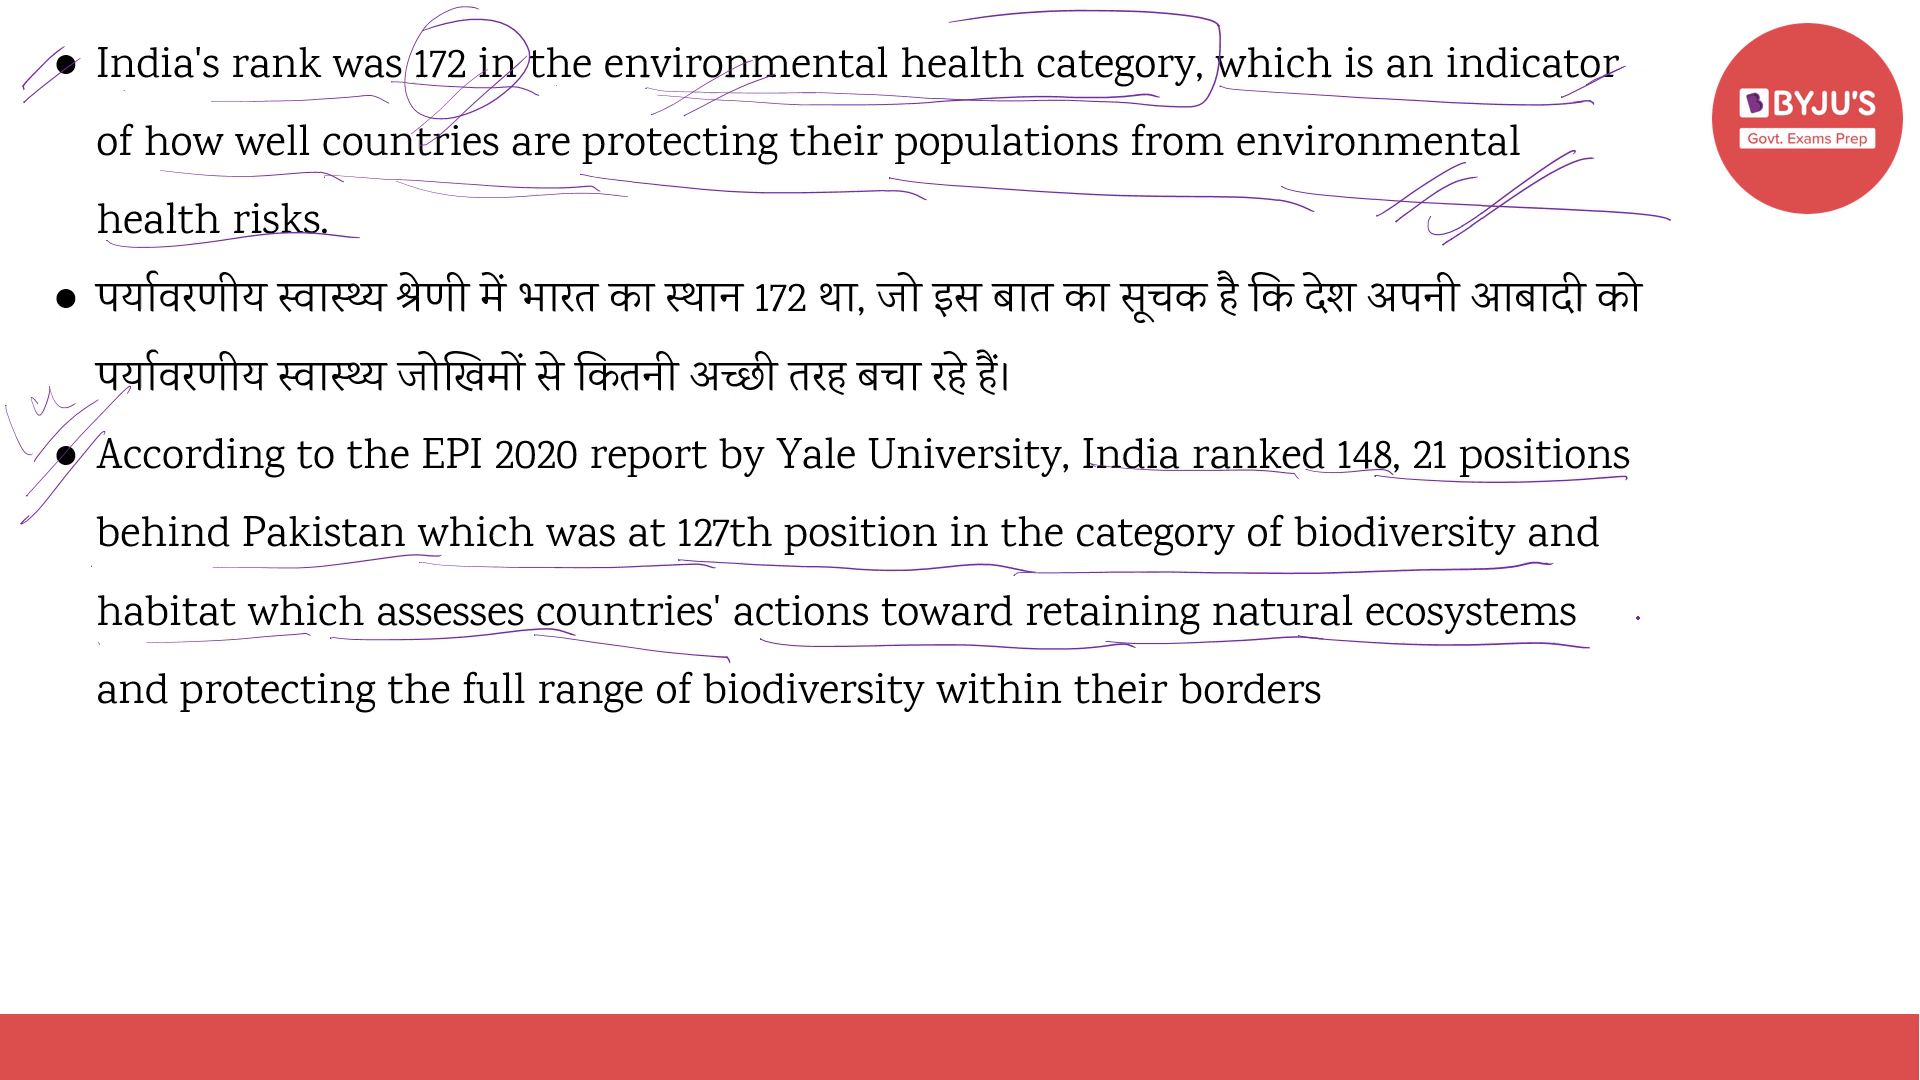 ● India's rank was 172 in the environmental health category, which is an indicator
of how well countries are protecting their populations from environmental
health risks.
● पर्यावरणीय स्वास्थ्य श्रेणी में भारत का स्थान 172 था, जो इस बात का सूचक है कि देश अपनी आबादी को
पर्यावरणीय स्वास्थ्य जोखिमों से कितनी अच्छी तरह बचा रहे हैं।
● According to the EPI 2020 report by Yale University, India ranked 148, 21 positions
behind Pakistan which was at 127th position in the category of biodiversity and
habitat which assesses countries' actions toward retaining natural ecosystems
and protecting the full range of biodiversity within their borders
BYJU'S
Govt. Exams Prep